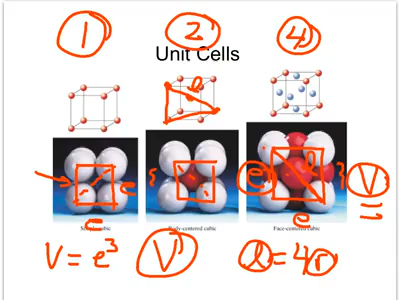 1 2 4
Unit Cells
e e e
Simple cubic Body-centered cubic Face-centered cubic
e
V = e³ V l = 4r V =